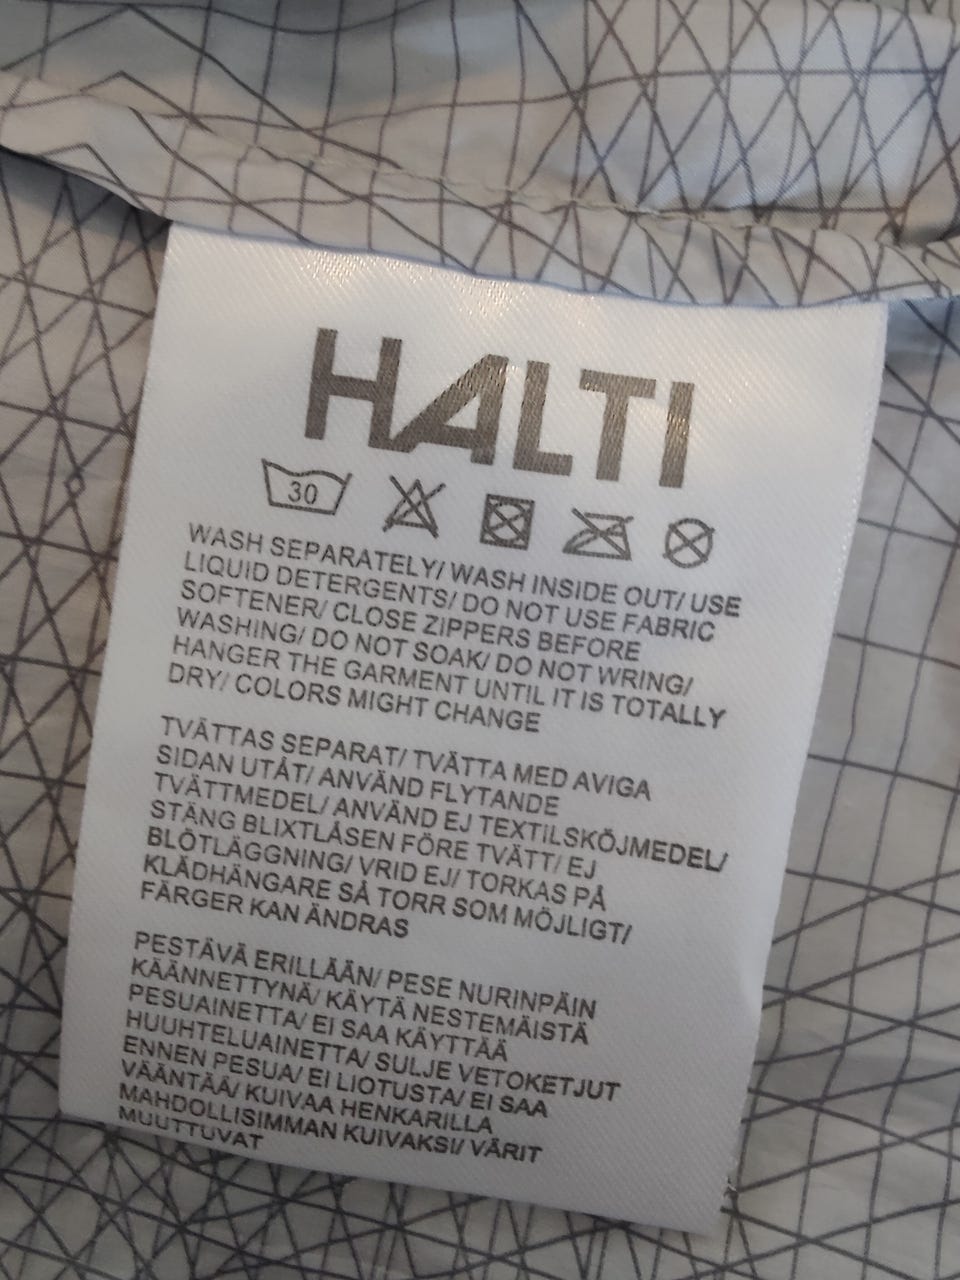 HALTI
30
WASH SEPARATELY/ WASH INSIDE OUT/ USE
LIQUID DETERGENTS/ DO NOT USE FABRIC
SOFTENER/ CLOSE ZIPPERS BEFORE
WASHING/ DO NOT SOAK/ DO NOT WRING/
HANGER THE GARMENT UNTIL IT IS TOTALLY
DRY/ COLORS MIGHT CHANGE
TVÄTTAS SEPARAT/ TVÄTTA MED AVIGA
SIDAN UTÅT/ ANVÄND FLYTANDE
TVÄTTMEDEL/ ANVÄND EJ TEXTILSKÖJMEDEL/
STÄNG BLIXTLÅSEN FÖRE TVÄTT/ EJ
BLÖTLÄGGNING/ VRID EJ/ TORKAS PÅ
KLÄDHÄNGARE SÅ TORR SOM MÖJLIGT/
FÄRGER KAN ÄNDRAS
PESTÄVÄ ERILLÄÄN/ PESE NURINPÄIN
KÄÄNNETTYNÄ/ KÄYTÄ NESTEMÄISTÄ
PESUAINETTA/ EI SAA KÄYTTÄÄ
HUUHTELUAINETTA/ SULJE VETOKETJUT
ENNEN PESUA/ EI LIOTUSTA/ EI SAA
VÄÄNTÄÄ/ KUIVAA HENKARILLA
MAHDOLLISIMMAN KUIVAKSI/ VÄRIT
MUUTTUVAT